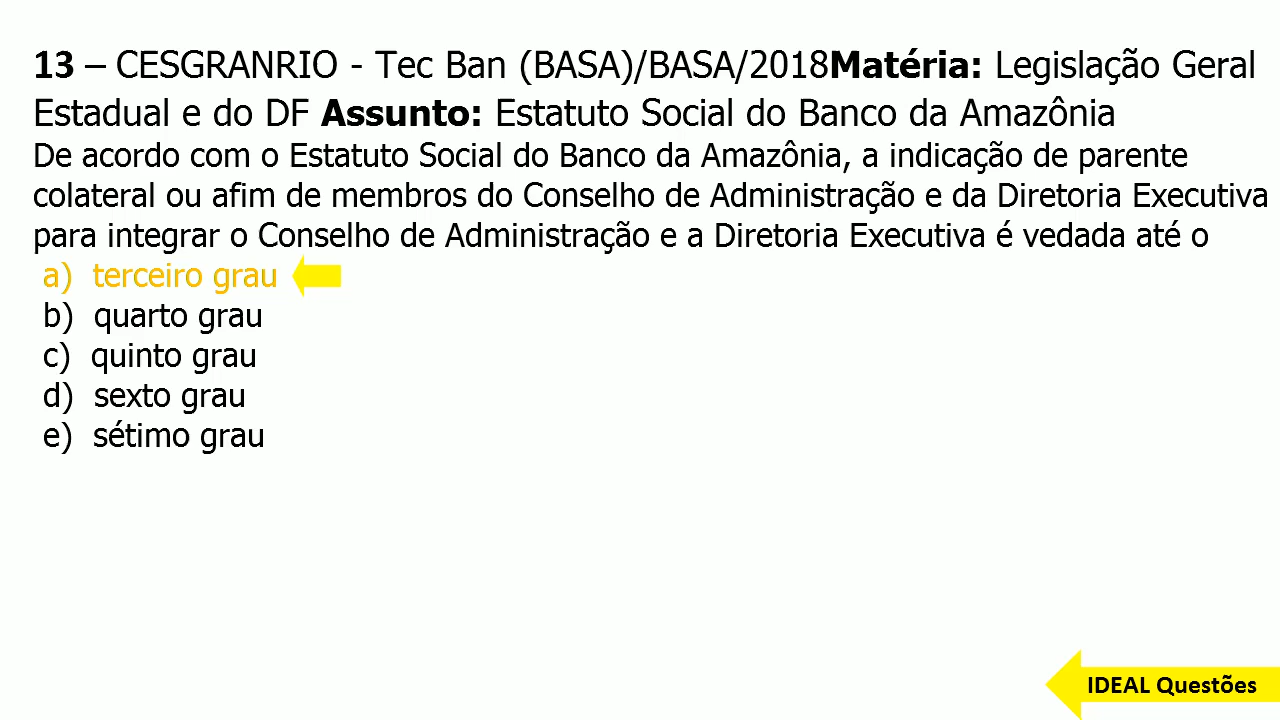 13 – CESGRANRIO - Tec Ban (BASA)/BASA/2018Matéria: Legislação Geral
Estadual e do DF Assunto: Estatuto Social do Banco da Amazônia
De acordo com o Estatuto Social do Banco da Amazônia, a indicação de parente
colateral ou afim de membros do Conselho de Administração e da Diretoria Executiva
para integrar o Conselho de Administração e a Diretoria Executiva é vedada até o
a) terceiro grau
b) quarto grau
c) quinto grau
d) sexto grau
e) sétimo grau
IDEAL Questões